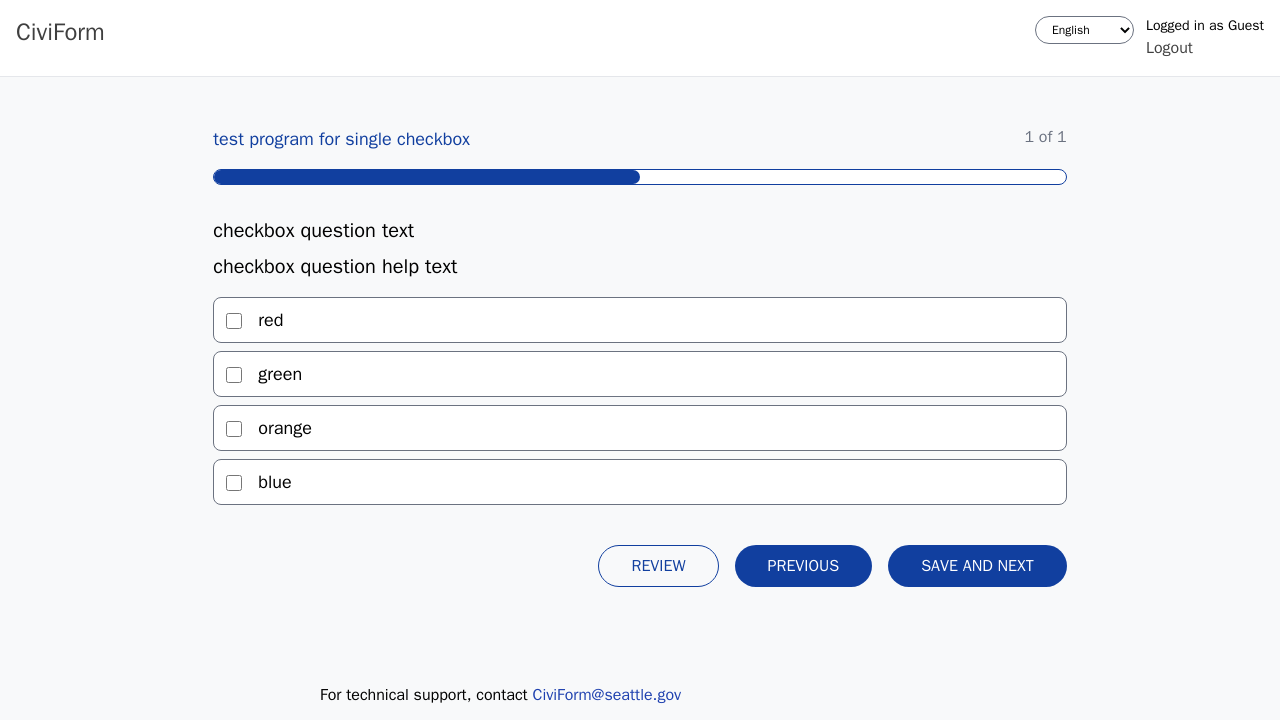 CiviForm
English
Logged in as Guest
Logout
test program for single checkbox
1 of 1
checkbox question text
checkbox question help text
red
green
orange
blue
REVIEW
PREVIOUS
SAVE AND NEXT
For technical support, contact CiviForm@seattle.gov